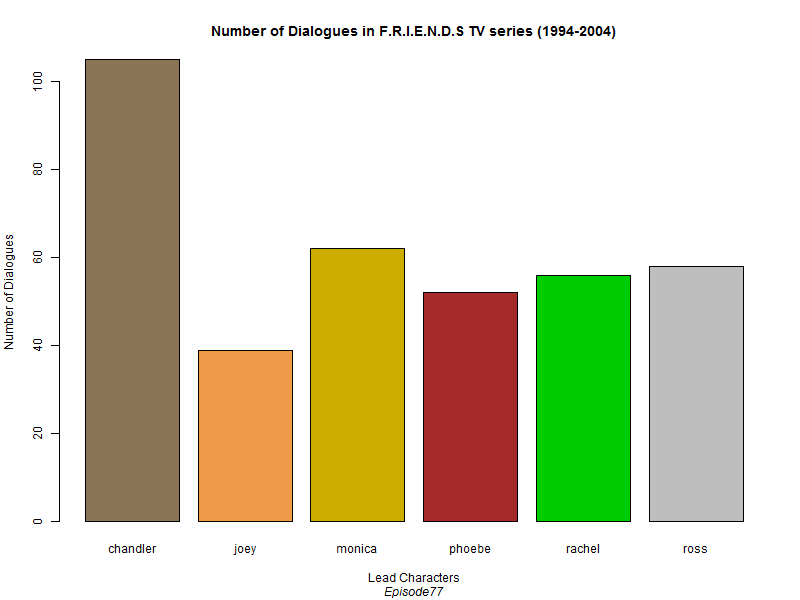 Number of Dialogues in F.R.I.E.N.D.S TV series (1994-2004)
Number of Dialogues
100
80
60
40
20
0
chandler joey monica phoebe rachel ross
Lead Characters
Episode77